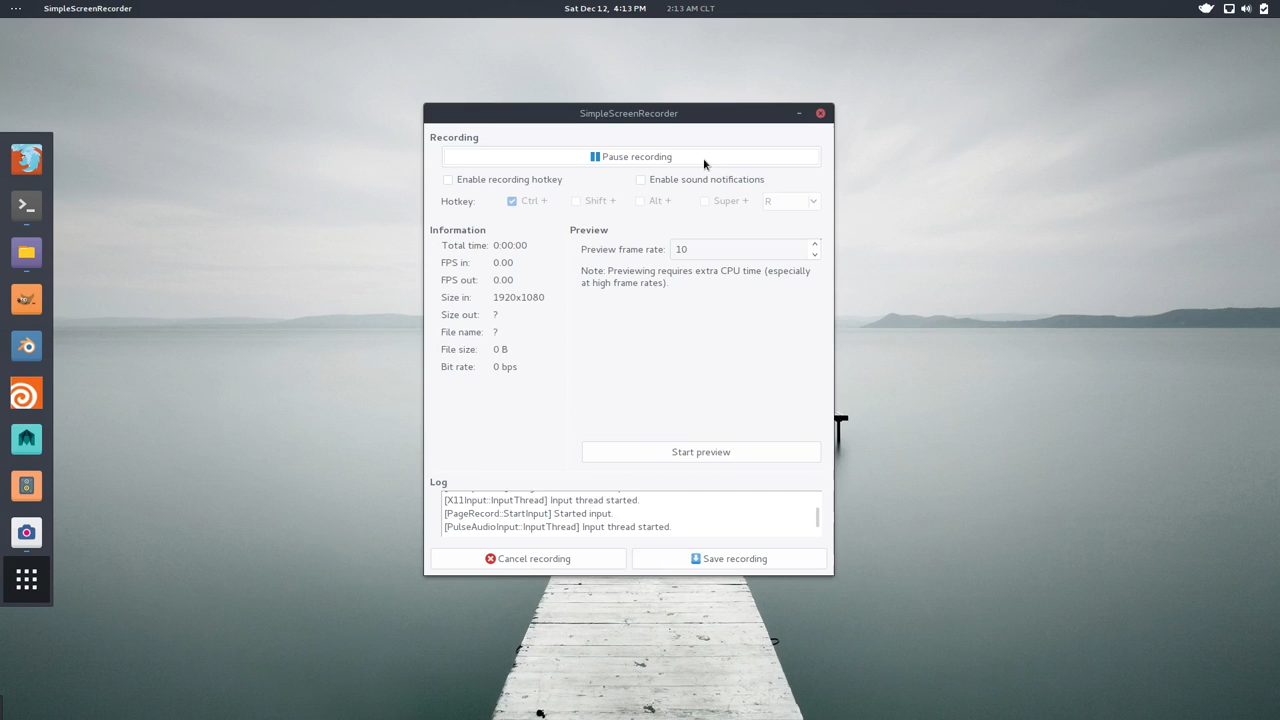 SimpleScreenRecorder
Sat Dec 12, 4:13 PM
2:13 AM CLT
SimpleScreenRecorder
Recording
Pause recording
Enable recording hotkey
Enable sound notifications
Hotkey: Ctrl + Shift + Alt + Super + R
Information
Total time: 0:00:00
FPS in: 0.00
FPS out: 0.00
Size in: 1920x1080
Size out: ?
File name: ?
File size: 0 B
Bit rate: 0 bps
Preview
Preview frame rate: 10
Note: Previewing requires extra CPU time (especially
at high frame rates).
Start preview
Log
[X11Input::InputThread] Input thread started.
[PageRecord::StartInput] Started input.
[PulseAudioInput::InputThread] Input thread started.
Cancel recording
Save recording